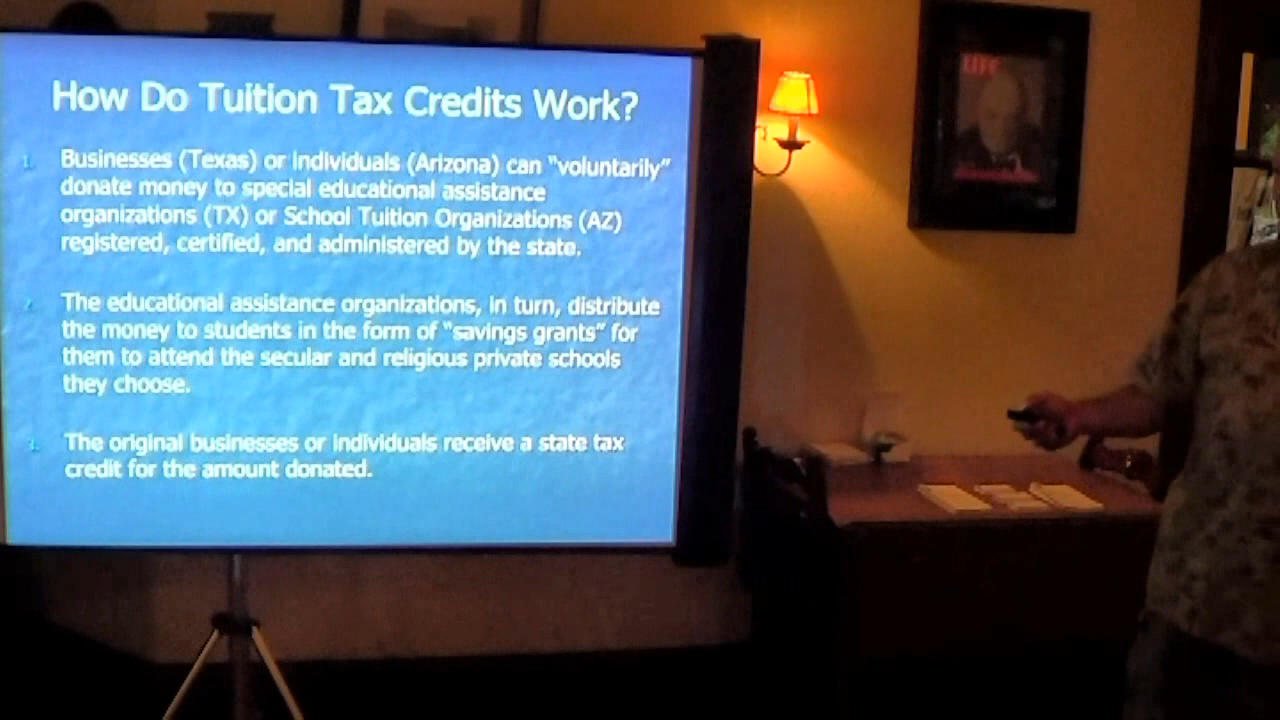 How Do Tuition Tax Credits Work?
1. Businesses (Texas) or individuals (Arizona) can "voluntarily"
donate money to special educational assistance
organizations (TX) or School Tuition Organizations (AZ)
registered, certified, and administered by the state.
2. The educational assistance organizations, in turn, distribute
the money to students in the form of "savings grants" for
them to attend the secular and religious private schools
they choose.
3. The original businesses or individuals receive a state tax
credit for the amount donated.
LIFE